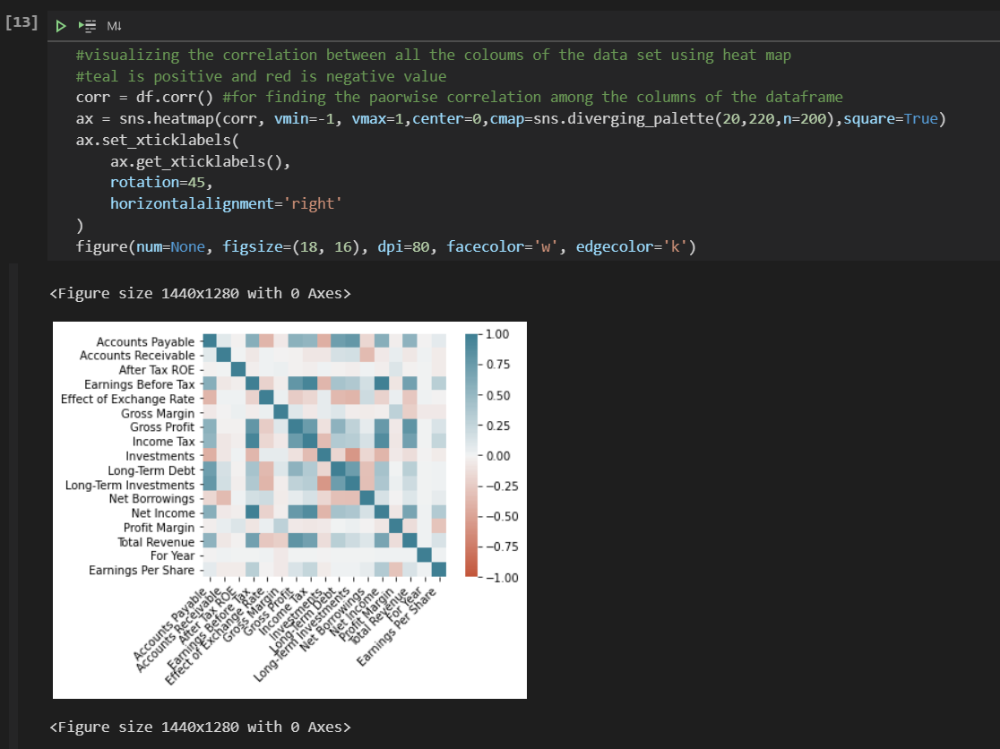 [13]
M↓
#visualizing the correlation between all the coloums of the data set using heat map
#teal is positive and red is negative value
corr = df.corr() #for finding the paorwise correlation among the columns of the dataframe
ax = sns.heatmap(corr, vmin=-1, vmax=1,center=0,cmap=sns.diverging_palette(20,220,n=200),square=True)
ax.set_xticklabels(
    ax.get_xticklabels(),
    rotation=45,
    horizontalalignment='right'
)
figure(num=None, figsize=(18, 16), dpi=80, facecolor='w', edgecolor='k')
<Figure size 1440x1280 with 0 Axes>
Accounts Payable
Accounts Receivable
After Tax ROE
Earnings Before Tax
Effect of Exchange Rate
Gross Margin
Gross Profit
Income Tax
Investments
Long-Term Debt
Long-Term Investments
Net Borrowings
Net Income
Profit Margin
Total Revenue
For Year
Earnings Per Share
1.00
0.75
0.50
0.25
0.00
−0.25
−0.50
−0.75
−1.00
Accounts Payable
Accounts Receivable
After Tax ROE
Earnings Before Tax
Effect of Exchange Rate
Gross Margin
Gross Profit
Income Tax
Investments
Long-Term Debt
Long-Term Investments
Net Borrowings
Net Income
Profit Margin
Total Revenue
For Year
Earnings Per Share
<Figure size 1440x1280 with 0 Axes>